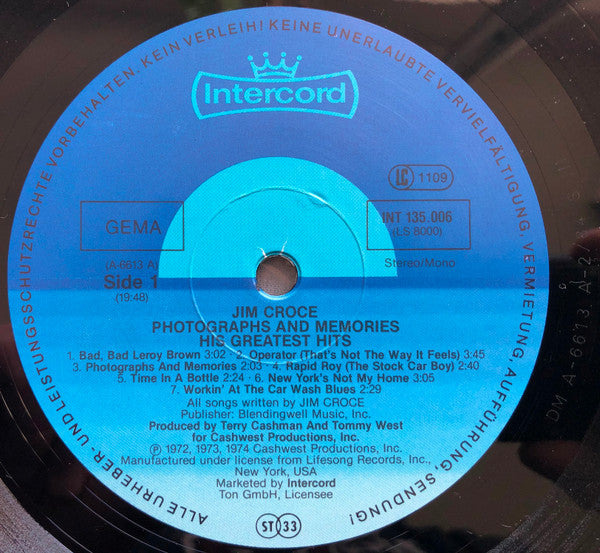 ALLE URHEBER- UND LEISTUNGSSCHUTZRECHTE VORBEHALTEN. KEIN VERLEIH! KEINE UNERLAUBTE VERVIELFÄLTIGUNG, VERMIETUNG, AUFFÜHRUNG, SENDUNG!
Intercord
LC 1109
GEMA
INT 135.006
(LS 8000)
(A-6613 A)
Stereo/Mono
Side 1
(19:48)
JIM CROCE
PHOTOGRAPHS AND MEMORIES
HIS GREATEST HITS
1. Bad, Bad Leroy Brown 3:02 · 2. Operator (That's Not The Way It Feels) 3:45
3. Photographs And Memories 2:03 · 4. Rapid Roy (The Stock Car Boy) 2:40
5. Time In A Bottle 2:24 · 6. New York's Not My Home 3:05
7. Workin' At The Car Wash Blues 2:29
All songs written by JIM CROCE
Publisher: Blendingwell Music, Inc.
Produced by Terry Cashman And Tommy West
for Cashwest Productions, Inc.
Ⓟ 1972, 1973, 1974 Cashwest Productions, Inc.
Manufactured under license from Lifesong Records, Inc.,
New York, USA
Marketed by Intercord
Ton GmbH, Licensee
ST 33
DM A-6613 A-2